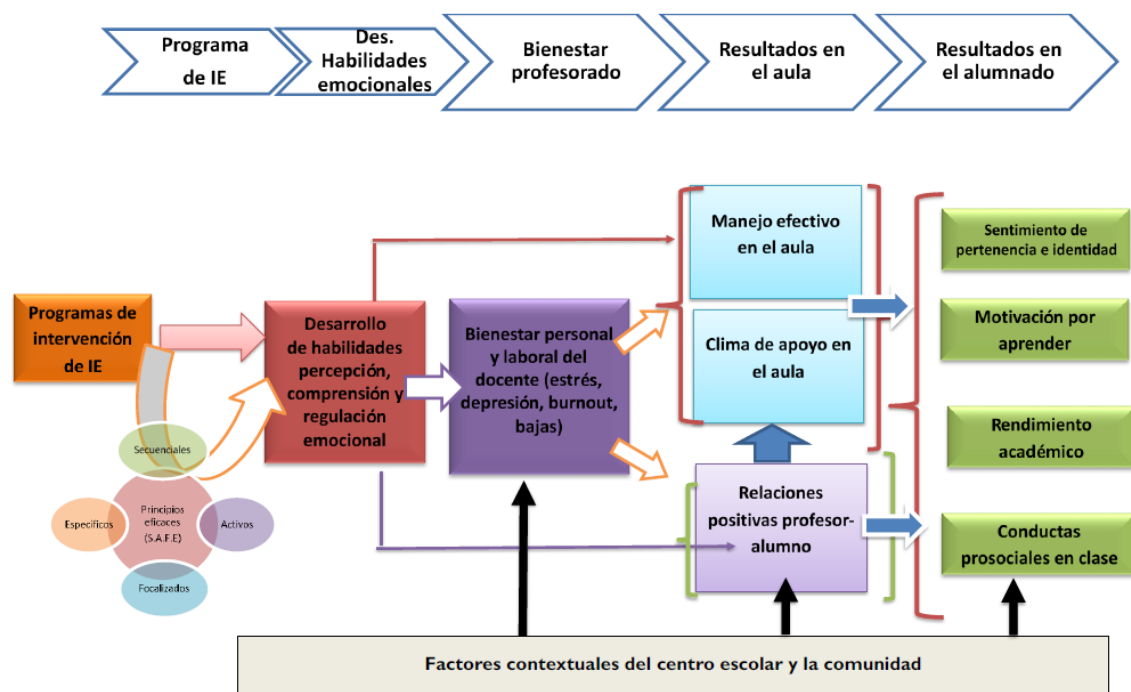 Programa
de IE
Des.
Habilidades
emocionales
Bienestar
profesorado
Resultados en
el aula
Resultados en
el alumnado
Programas de
intervención
de IE
Desarrollo
de habilidades
percepción,
comprensión y
regulación
emocional
Bienestar personal
y laboral del
docente (estrés,
depresión, burnout,
bajas)
Manejo efectivo
en el aula
Clima de apoyo en
el aula
Relaciones
positivas profesor-
alumno
Sentimiento de
pertenencia e identidad
Motivación por
aprender
Rendimiento
académico
Conductas
prosociales en clase
Secuenciales
Específicos
Principios
eficaces
(S.A.F.E)
Activos
Focalizados
Factores contextuales del centro escolar y la comunidad